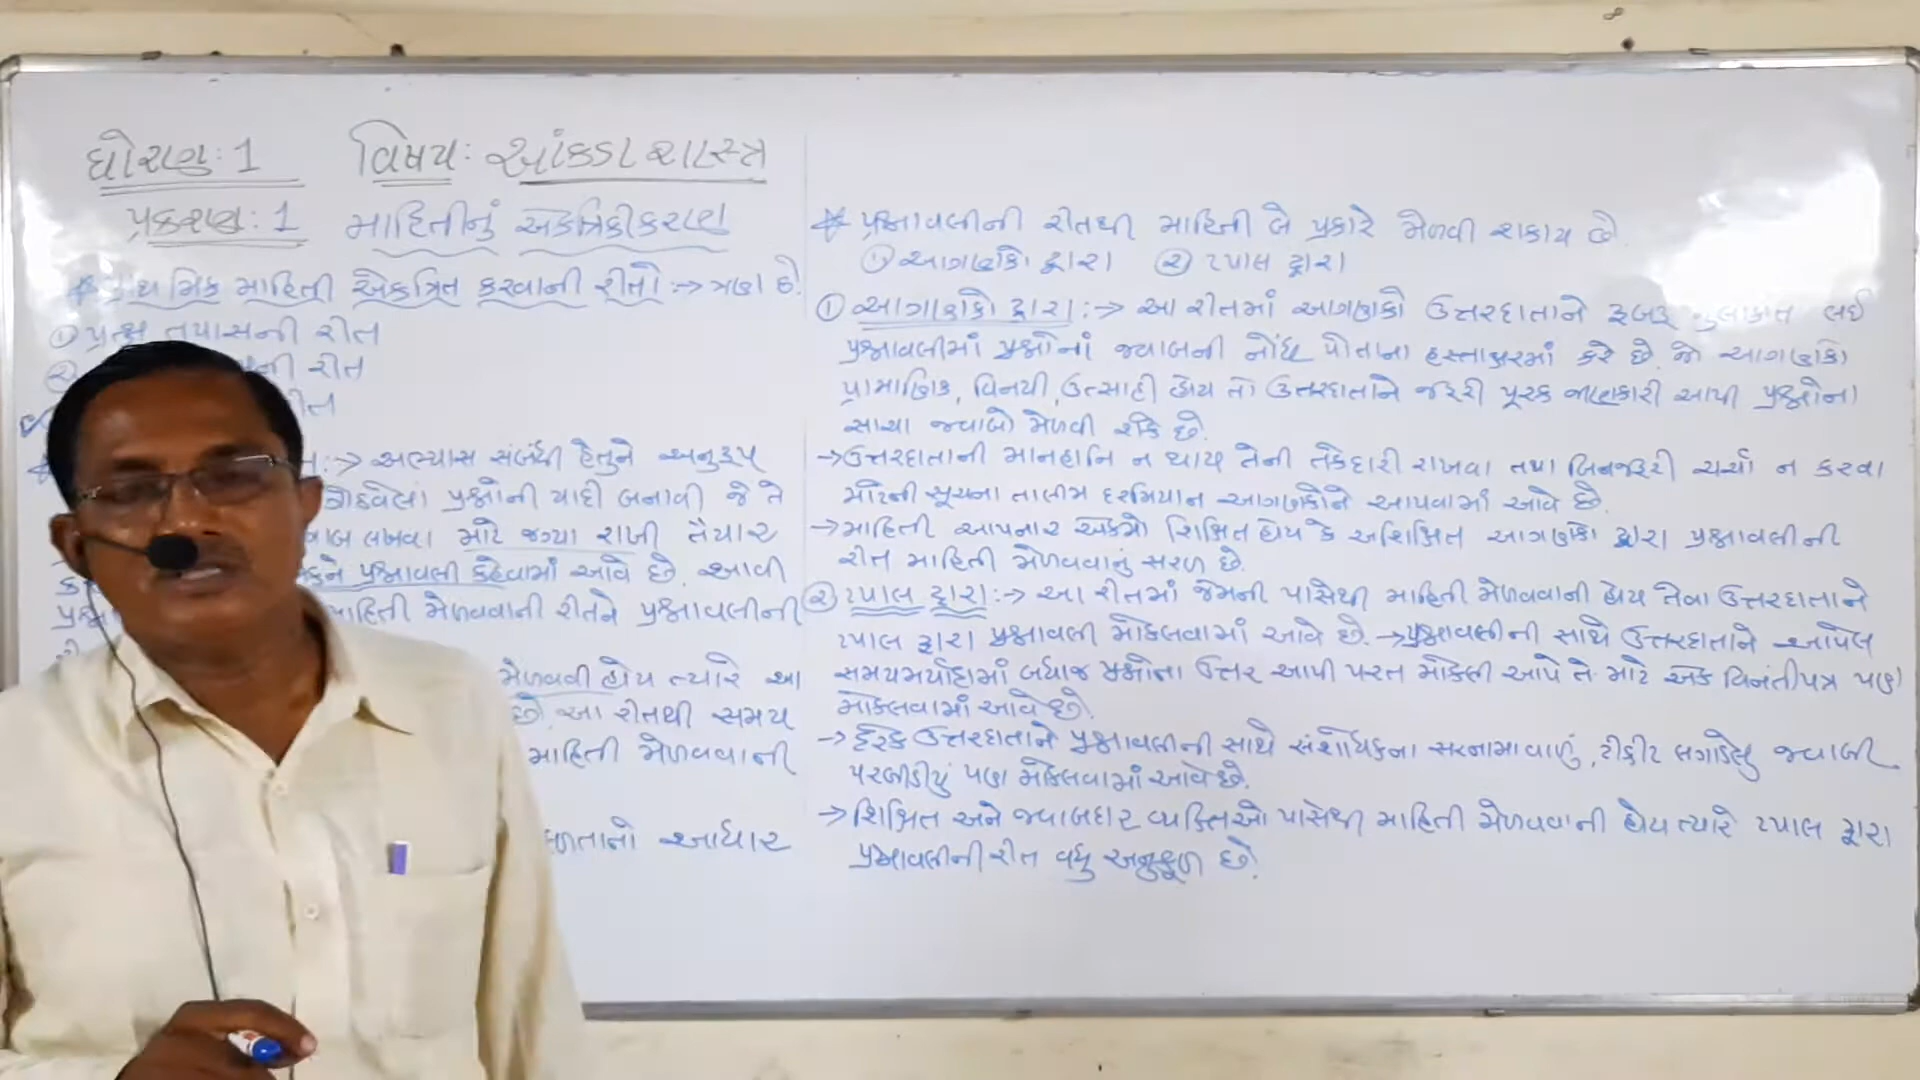 ધોરણ: 1 વિષય: આંકડાશાસ્ત્ર
પ્રકરણ: 1 માહિતીનું એકત્રિકીકરણ
* પ્રાથમિક માહિતી એકત્રિત કરવાની રીતો :→ ત્રણ છે.
① પ્રત્યક્ષ તપાસની રીત
② ની રીત
રીત
:→ અભ્યાસ સંબંધી હેતુને અનુરૂપ
ગોઠવેલાં પ્રશ્નોની યાદી બનાવી જે તે
લખવા માટે જગ્યા રાખી તૈયાર
પ્રશ્નાવલી કહેવામાં આવે છે. આવી
માહિતી મેળવવાની રીતને પ્રશ્નાવલીની
મેળવવી હોય ત્યારે આ
છે. આ રીતથી સમય
માહિતી મેળવવાની
આધાર
* પ્રશ્નાવલીની રીતથી માહિતી બે પ્રકારે મેળવી શકાય છે.
① આગણકો દ્વારા ② ટપાલ દ્વારા
① આગણકો દ્વારા :→ આ રીતમાં આગણકો ઉત્તરદાતાને રૂબરૂ મુલાકાત લઈ
પ્રશ્નાવલીમાં પ્રશ્નોનાં જવાબની નોંધ પોતાના હસ્તાક્ષરમાં કરે છે. જો આગણકો
પ્રામાણિક, વિનયી, ઉત્સાહી હોય તો ઉત્તરદાતાને જરૂરી પૂરક જાણકારી આપી પ્રશ્નોના
સાચા જવાબો મેળવી શકે છે.
→ ઉત્તરદાતાની માનહાનિ ન થાય તેની તકેદારી રાખવા તથા બિનજરૂરી ચર્ચા ન કરવા
માટેની સૂચના તાલીમ દરમિયાન આગણકોને આપવામાં આવે છે.
→ માહિતી આપનાર એકમો શિક્ષિત હોય કે અશિક્ષિત આગણકો દ્વારા પ્રશ્નાવલીની
રીત માહિતી મેળવવાનું સરળ છે.
② ટપાલ દ્વારા :→ આ રીતમાં જેમની પાસેથી માહિતી મેળવવાની હોય તેવા ઉત્તરદાતાને
ટપાલ દ્વારા પ્રશ્નાવલી મોકલવામાં આવે છે. → પ્રશ્નાવલીની સાથે ઉત્તરદાતાને આપેલ
સમયમર્યાદામાં બધાજ પ્રશ્નોના ઉત્તર આપી પરત મોકલી આપે તે માટે એક વિનંતીપત્ર પણ
મોકલવામાં આવે છે.
→ દરેક ઉત્તરદાતાને પ્રશ્નાવલીની સાથે સંશોધકના સરનામાવાળું, ટીકીટ લગાડેલુ જવાબી
પરબીડીયું પણ મોકલવામાં આવે છે.
→ શિક્ષિત અને જવાબદાર વ્યક્તિઓ પાસેથી માહિતી મેળવવાની હોય ત્યારે ટપાલ દ્વારા
પ્રશ્નાવલીની રીત વધુ અનુકૂળ છે.